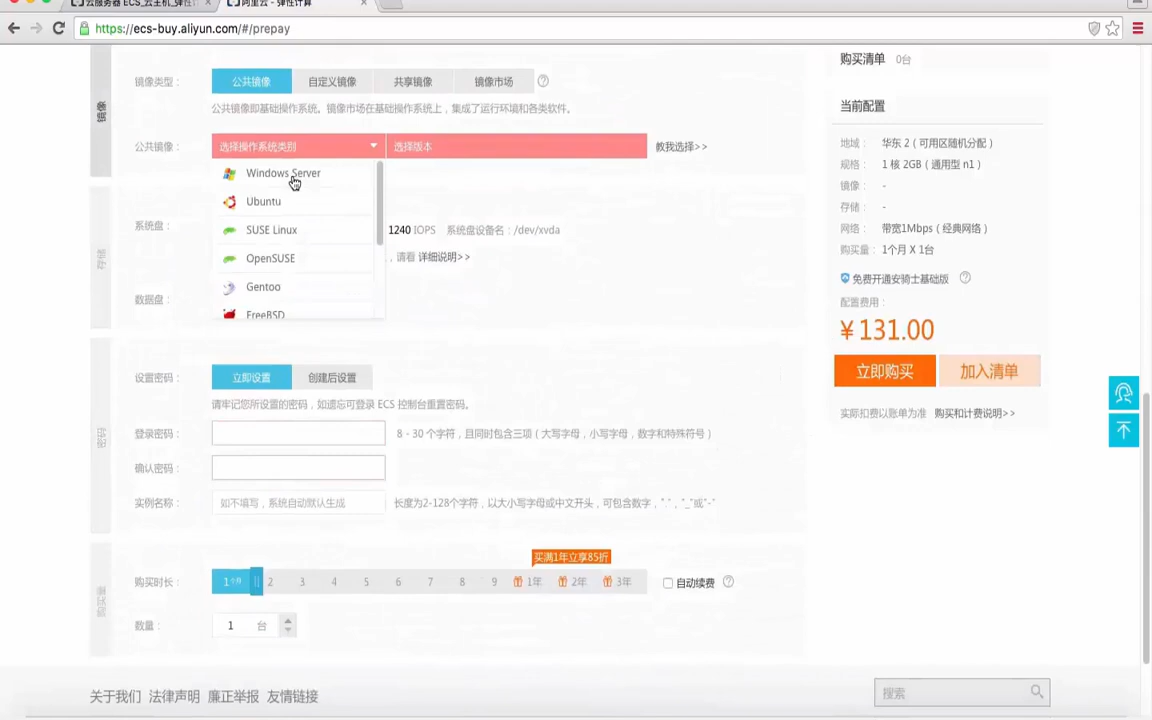 云服务器 ECS_云主机_弹性计
阿里云 - 弹性计算
https://ecs-buy.aliyun.com/#/prepay
镜像
镜像类型：
公共镜像
自定义镜像
共享镜像
镜像市场
公共镜像即基础操作系统。镜像市场在基础操作系统上，集成了运行环境和各类软件。
公共镜像：
选择操作系统类别
选择版本
教我选择>>
Windows Server
Ubuntu
SUSE Linux
OpenSUSE
Gentoo
FreeBSD
存储
系统盘：
1240 IOPS 系统盘设备名：/dev/xvda
，请看 详细说明>>
数据盘：
密码
设置密码：
立即设置
创建后设置
请牢记您所设置的密码，如遗忘可登录 ECS 控制台重置密码。
登录密码：
8 - 30 个字符，且同时包含三项（大写字母，小写字母，数字和特殊符号）
确认密码：
实例名称：
如不填写，系统自动默认生成
长度为2-128个字符，以大小写字母或中文开头，可包含数字，"."，"_"或"-"
购买量
买满1年立享85折
购买时长：
1个月 2 3 4 5 6 7 8 9 1年 2年 3年
自动续费
数量：
1 台
购买清单 0台
当前配置
地域： 华东 2（可用区随机分配）
规格： 1 核 2GB（通用型 n1）
镜像： -
存储： -
网络： 带宽1Mbps（经典网络）
购买量： 1个月 X 1台
免费开通安骑士基础版
配置费用：
¥131.00
立即购买
加入清单
实际扣费以账单为准 购买和计费说明>>
关于我们 法律声明 廉正举报 友情链接
搜索